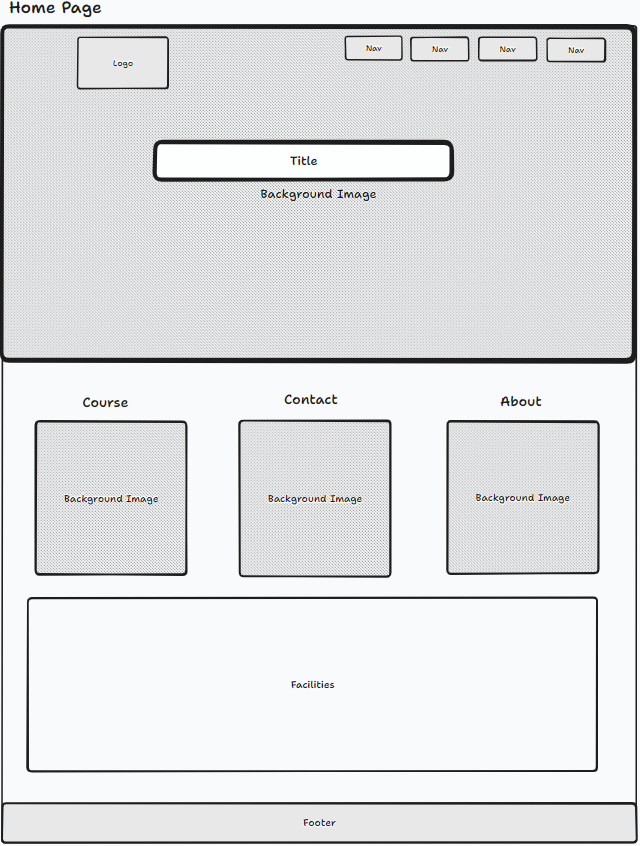 Home Page
Logo
Nav
Nav
Nav
Nav
Title
Background Image
Course
Contact
About
Background Image
Background Image
Background Image
Facilities
Footer